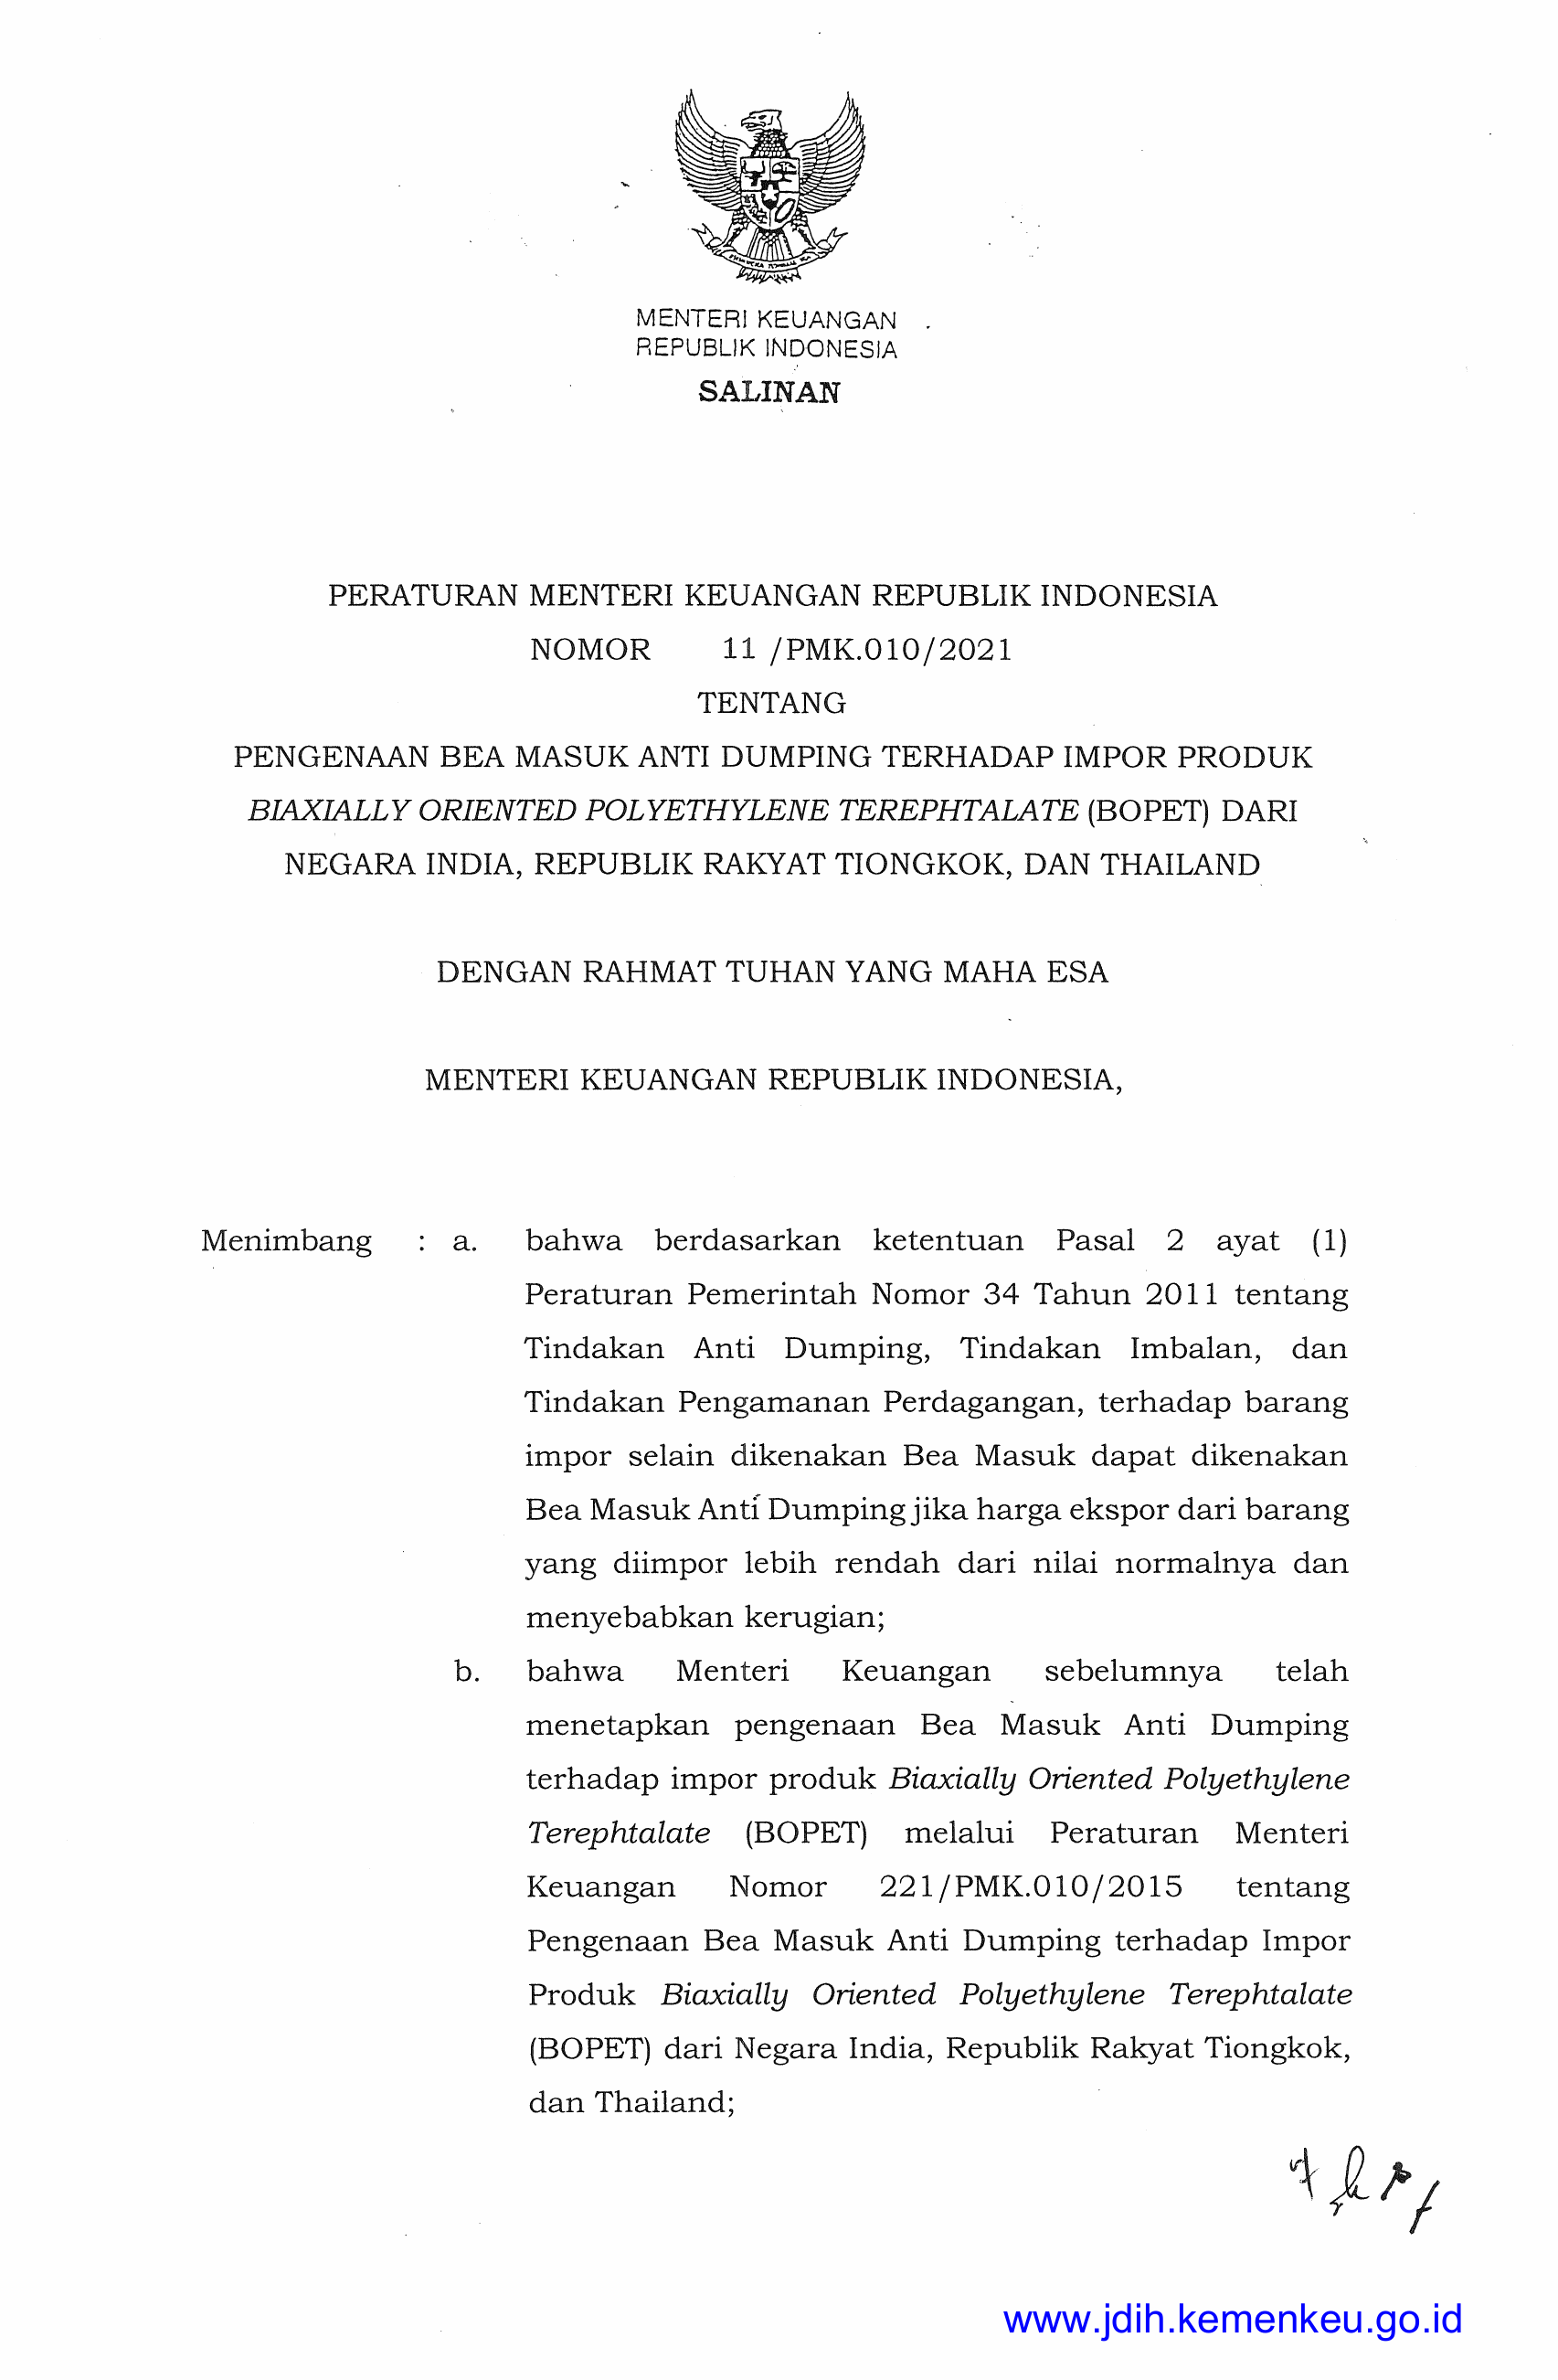 MENTERI KEUANGAN
REPUBLIK INDONESIA
SALINAN
PERATURAN MENTERI KEUANGAN REPUBLIK INDONESIA
NOMOR 11 /PMK.010/2021
TENTANG
PENGENAAN BEA MASUK ANTI DUMPING TERHADAP IMPOR PRODUK
BIAXIALLY ORIENTED POLYETHYLENE TEREPHTALATE (BOPET) DARI
NEGARA INDIA, REPUBLIK RAKYAT TIONGKOK, DAN THAILAND
DENGAN RAHMAT TUHAN YANG MAHA ESA
MENTERI KEUANGAN REPUBLIK INDONESIA,
Menimbang : a. bahwa berdasarkan ketentuan Pasal 2 ayat (1)
Peraturan Pemerintah Nomor 34 Tahun 2011 tentang
Tindakan Anti Dumping, Tindakan Imbalan, dan
Tindakan Pengamanan Perdagangan, terhadap barang
impor selain dikenakan Bea Masuk dapat dikenakan
Bea Masuk Anti Dumping jika harga ekspor dari barang
yang diimpor lebih rendah dari nilai normalnya dan
menyebabkan kerugian;
b. bahwa Menteri Keuangan sebelumnya telah
menetapkan pengenaan Bea Masuk Anti Dumping
terhadap impor produk Biaxially Oriented Polyethylene
Terephtalate (BOPET) melalui Peraturan Menteri
Keuangan Nomor 221/PMK.010/2015 tentang
Pengenaan Bea Masuk Anti Dumping terhadap Impor
Produk Biaxially Oriented Polyethylene Terephtalate
(BOPET) dari Negara India, Republik Rakyat Tiongkok,
dan Thailand;
www.jdih.kemenkeu.go.id